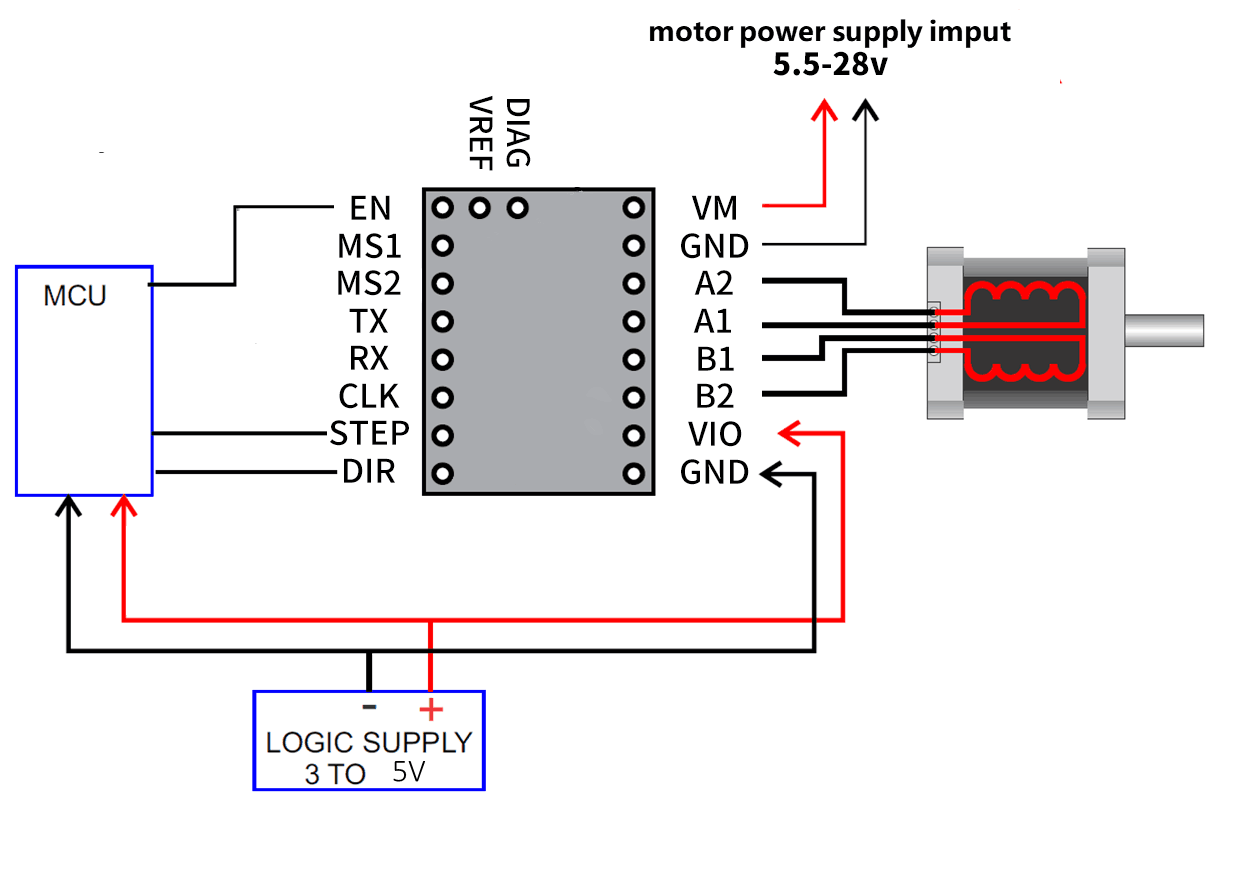 motor power supply imput
5.5-28v
VREF
DIAG
EN
MS1
MS2
TX
RX
CLK
STEP
DIR
VM
GND
A2
A1
B1
B2
VIO
GND
MCU
- +
LOGIC SUPPLY
3 TO 5V